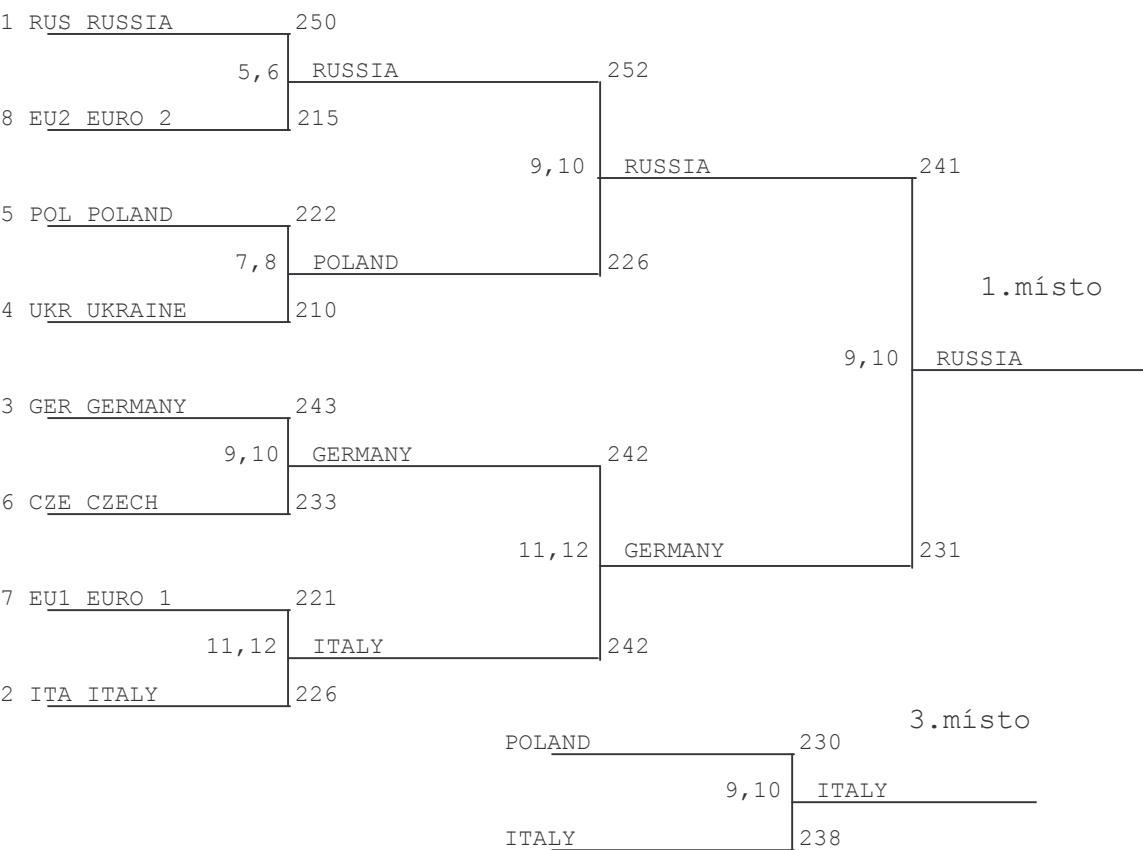 1 RUS RUSSIA 250
5,6 RUSSIA 252
8 EU2 EURO 2 215
9,10 RUSSIA 241
5 POL POLAND 222
7,8 POLAND 226
1.místo
4 UKR UKRAINE 210
9,10 RUSSIA
3 GER GERMANY 243
9,10 GERMANY 242
6 CZE CZECH 233
11,12 GERMANY 231
7 EU1 EURO 1 221
11,12 ITALY 242
2 ITA ITALY 226
3.místo
POLAND 230
9,10 ITALY
ITALY 238